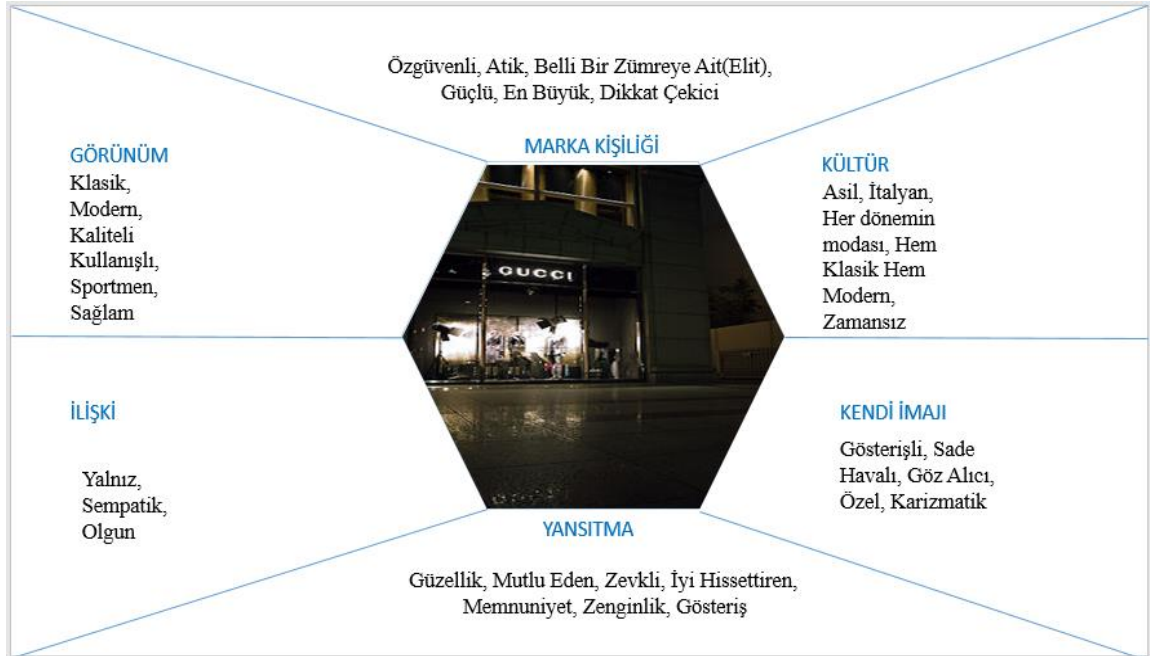 Özgüvenli, Atik, Belli Bir Zümreye Ait(Elit),
Güçlü, En Büyük, Dikkat Çekici
MARKA KİŞİLİĞİ
GÖRÜNÜM
Klasik,
Modern,
Kaliteli
Kullanışlı,
Sportmen,
Sağlam
KÜLTÜR
Asil, İtalyan,
Her dönemin
modası, Hem
Klasik Hem
Modern,
Zamansız
GUCCI
İLİŞKİ
Yalnız,
Sempatik,
Olgun
KENDİ İMAJI
Gösterişli, Sade
Havalı, Göz Alıcı,
Özel, Karizmatik
YANSITMA
Güzellik, Mutlu Eden, Zevkli, İyi Hissettiren,
Memnuniyet, Zenginlik, Gösteriş